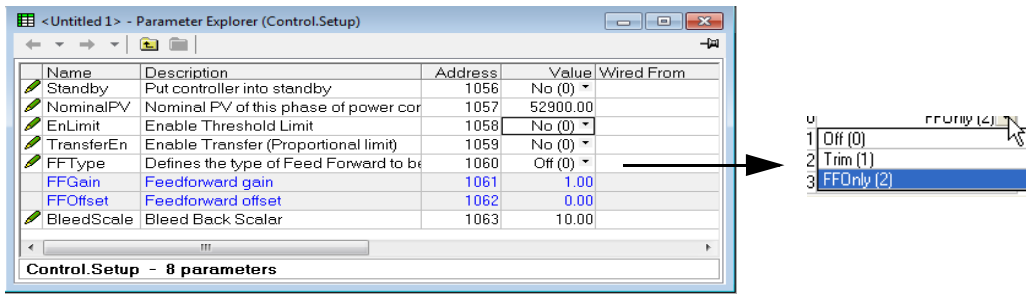 <Untitled 1> - Parameter Explorer (Control.Setup)
Name Description Address Value Wired From
Standby Put controller into standby 1056 No (0)
NominalPV Nominal PV of this phase of power cor 1057 52900.00
EnLimit Enable Threshold Limit 1058 No (0)
TransferEn Enable Transfer (Proportional limit) 1059 No (0)
FFType Defines the type of Feed Forward to be 1060 Off (0)
FFGain Feedforward gain 1061 1.00
FFOffset Feedforward offset 1062 0.00
BleedScale Bleed Back Scalar 1063 10.00
Control.Setup - 8 parameters
0 FFOnly (2)
1 Off (0)
2 Trim (1)
3 FFOnly (2)